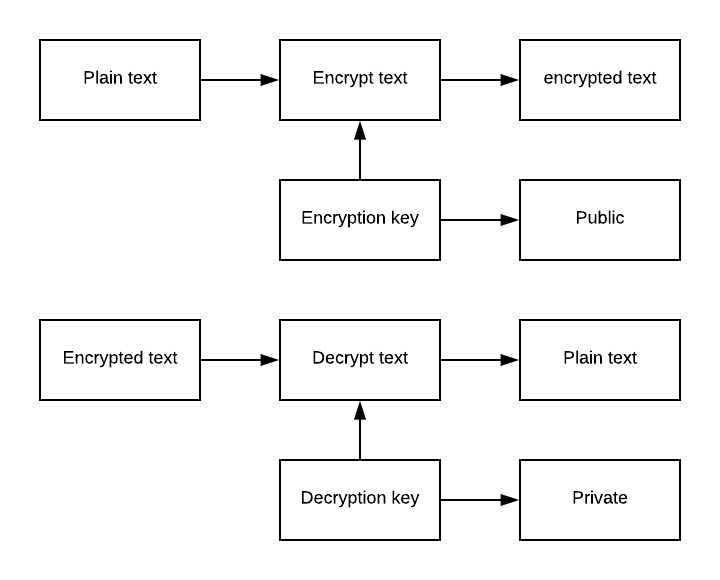 Plain text
Encrypt text
encrypted text
Encryption key
Public
Encrypted text
Decrypt text
Plain text
Decryption key
Private